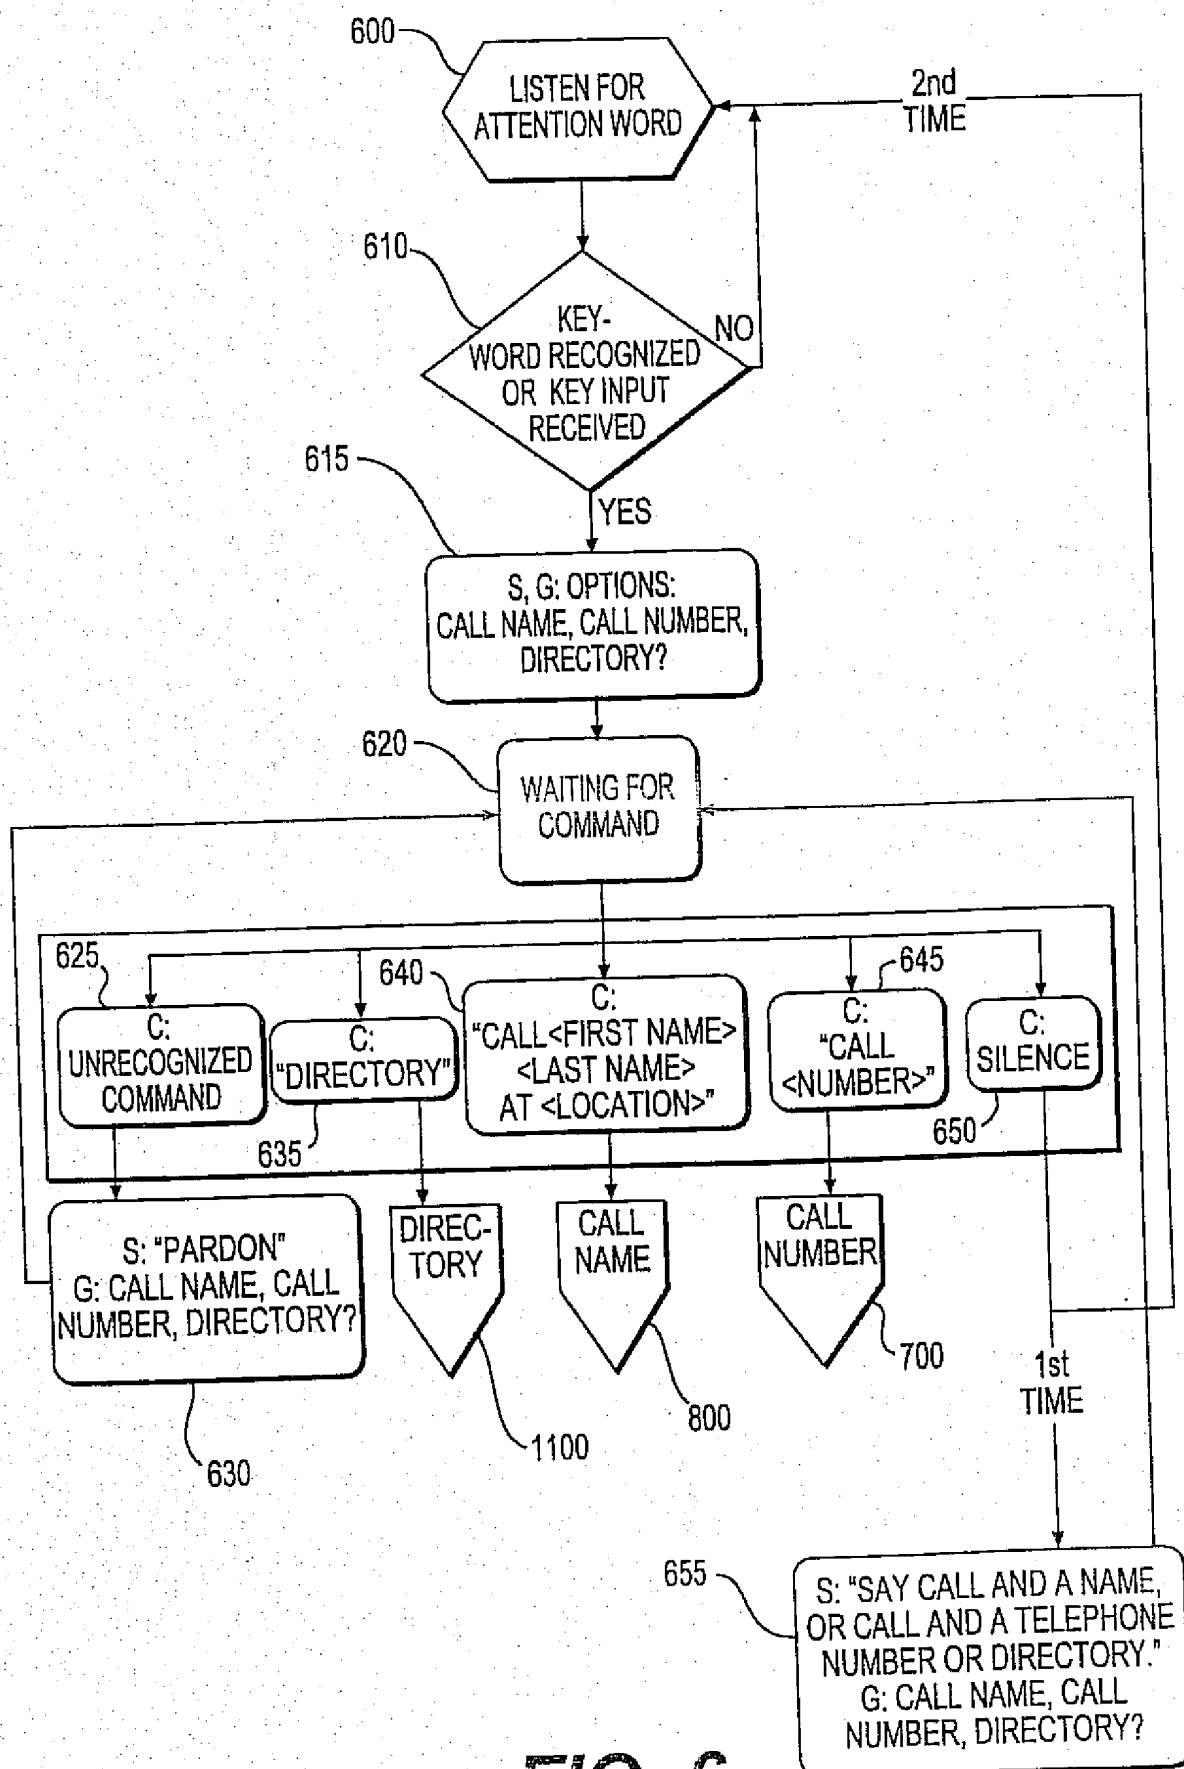 600
LISTEN FOR
ATTENTION WORD
2nd
TIME
610
KEY-
WORD RECOGNIZED
OR KEY INPUT
RECEIVED
NO
615
YES
S, G: OPTIONS:
CALL NAME, CALL NUMBER,
DIRECTORY?
620
WAITING FOR
COMMAND
625
C:
UNRECOGNIZED
COMMAND
635
C:
"DIRECTORY"
640
C:
"CALL<FIRST NAME>
<LAST NAME>
AT <LOCATION>"
645
C:
"CALL
<NUMBER>"
650
C:
SILENCE
S: "PARDON"
G: CALL NAME, CALL
NUMBER, DIRECTORY?
630
DIREC-
TORY
1100
CALL
NAME
800
CALL
NUMBER
700
1st
TIME
655
S: "SAY CALL AND A NAME,
OR CALL AND A TELEPHONE
NUMBER OR DIRECTORY."
G: CALL NAME, CALL
NUMBER, DIRECTORY?
FIG. 6